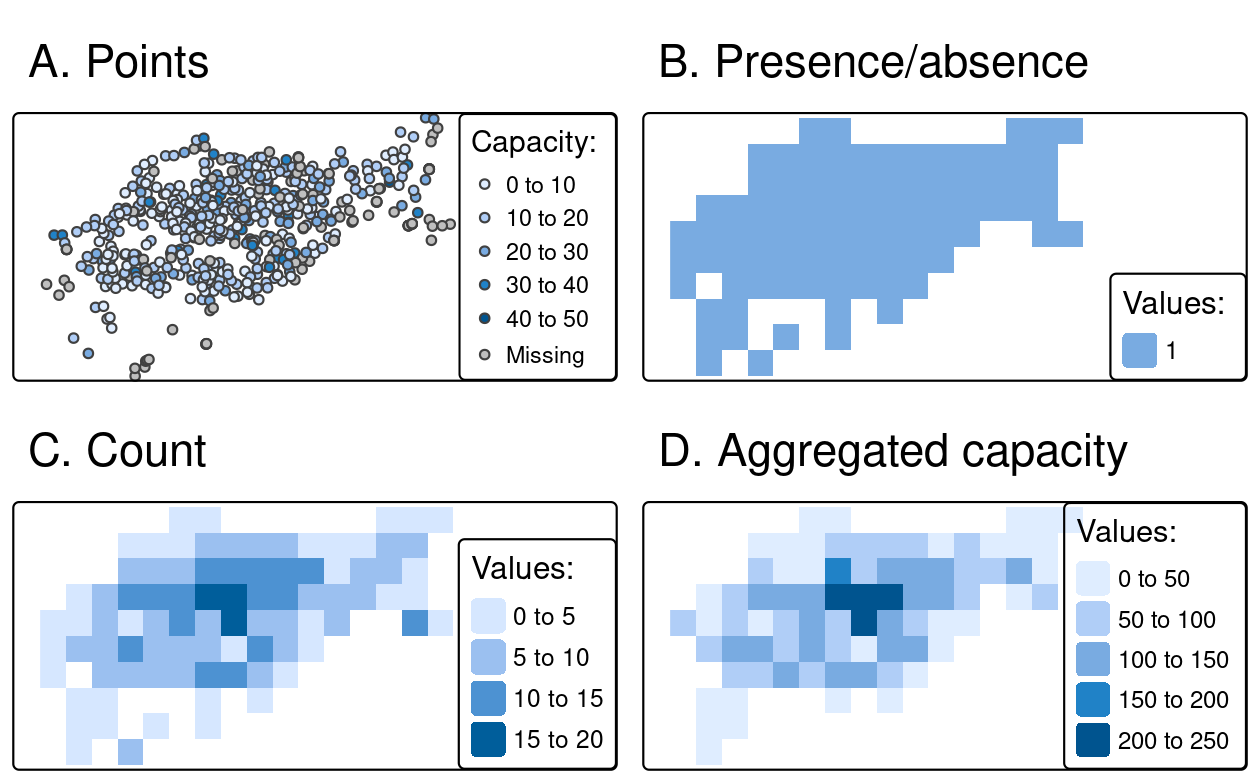 A. Points
Capacity:
0 to 10
10 to 20
20 to 30
30 to 40
40 to 50
Missing
B. Presence/absence
Values:
1
C. Count
Values:
0 to 5
5 to 10
10 to 15
15 to 20
D. Aggregated capacity
Values:
0 to 50
50 to 100
100 to 150
150 to 200
200 to 250